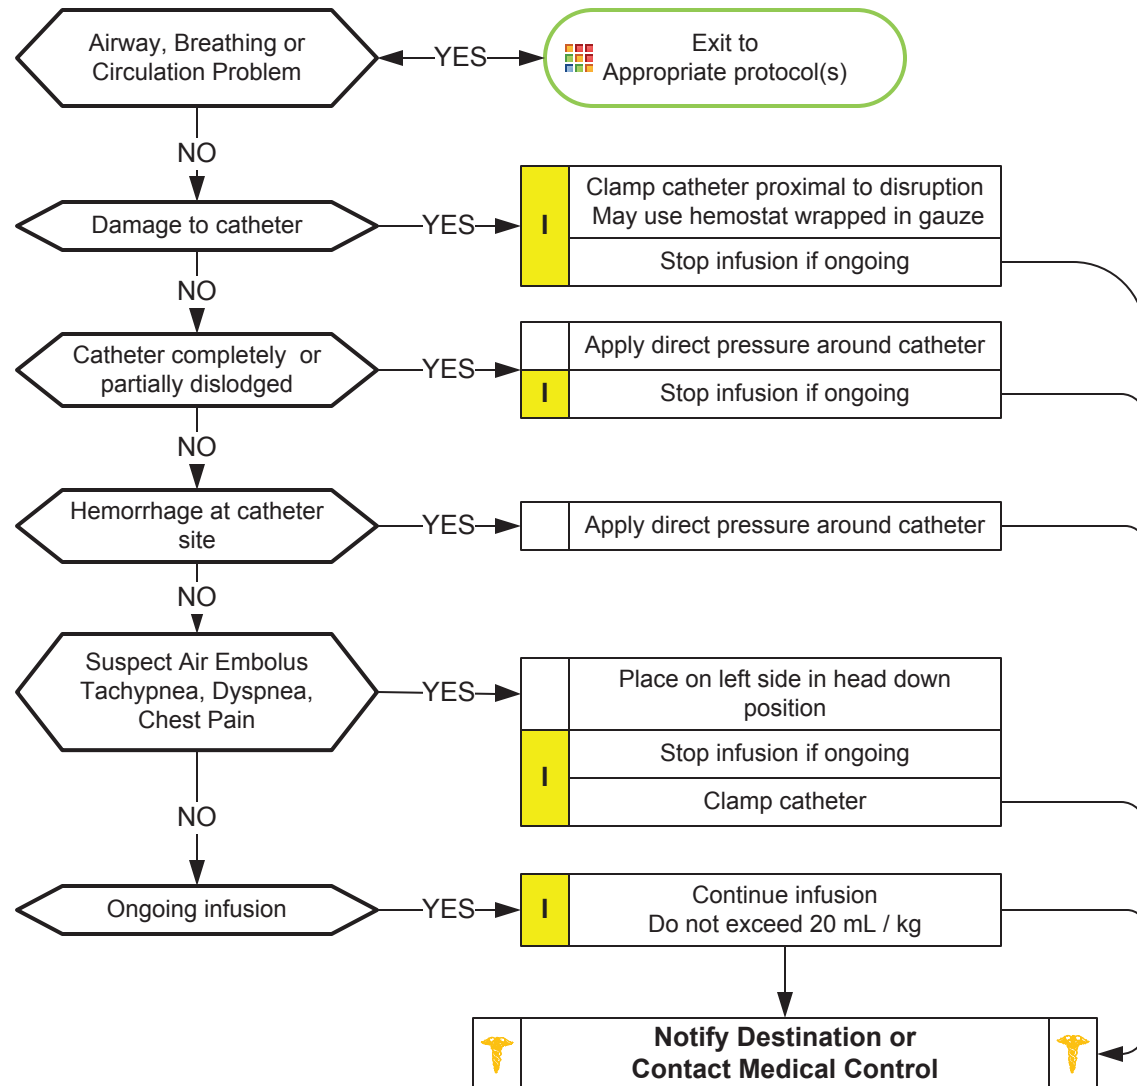 Airway, Breathing or
Circulation Problem
YES
Exit to
Appropriate protocol(s)
NO
Damage to catheter
YES
I
Clamp catheter proximal to disruption
May use hemostat wrapped in gauze
Stop infusion if ongoing
NO
Catheter completely or
partially dislodged
YES
Apply direct pressure around catheter
I
Stop infusion if ongoing
NO
Hemorrhage at catheter
site
YES
Apply direct pressure around catheter
NO
Suspect Air Embolus
Tachypnea, Dyspnea,
Chest Pain
YES
Place on left side in head down
position
I
Stop infusion if ongoing
Clamp catheter
NO
Ongoing infusion
YES
I
Continue infusion
Do not exceed 20 mL / kg
Notify Destination or
Contact Medical Control